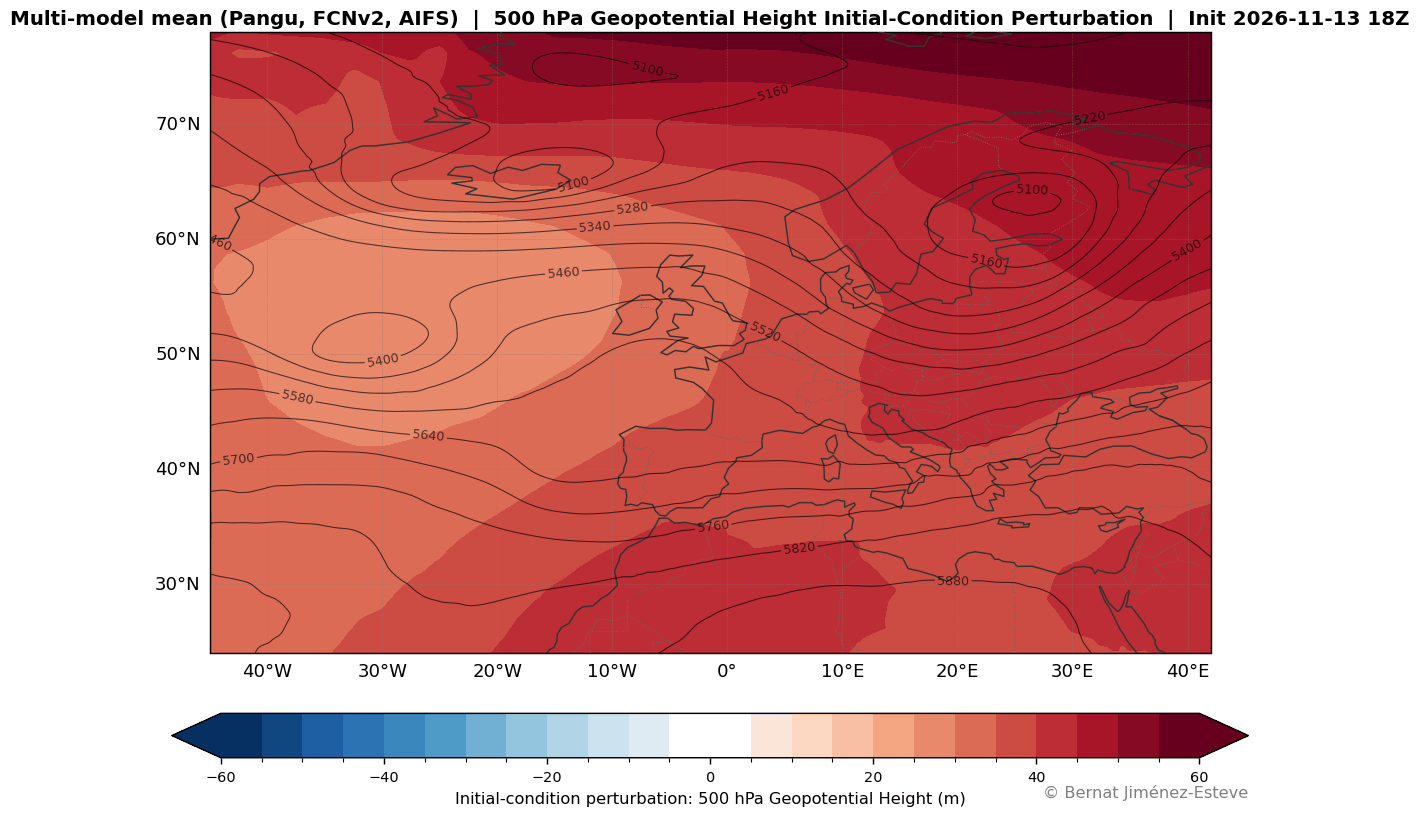 Multi-model mean (Pangu, FCNv2, AIFS)  |  500 hPa Geopotential Height Initial-Condition Perturbation  |  Init 2026-11-13 18Z
5100
5160
70°N
5220
5100
5100
5280
5340
60°N
460
5160
5400
5460
5520
50°N
5400
5580
5640
5700
40°N
5760
5820
5880
30°N
40°W 30°W 20°W 10°W 0° 10°E 20°E 30°E 40°E
−60 −40 −20 0 20 40 60
Initial-condition perturbation: 500 hPa Geopotential Height (m)
© Bernat Jiménez-Esteve